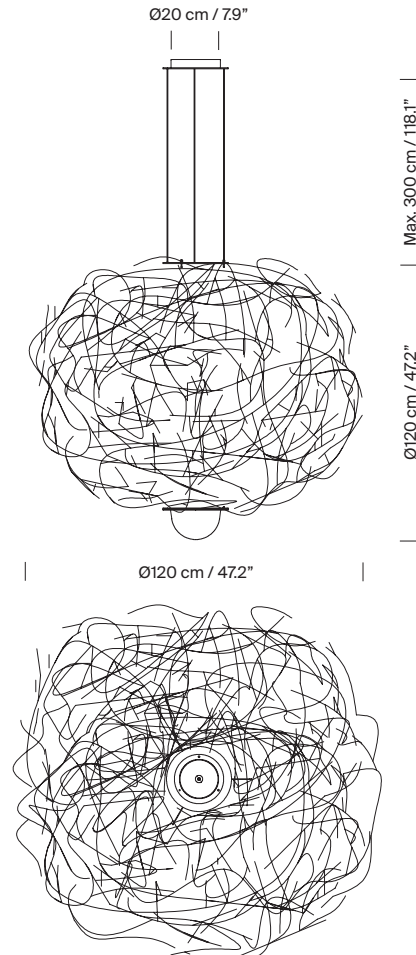 Ø20 cm / 7.9”
Max. 300 cm / 118.1”
Ø120 cm / 47.2”
Ø120 cm / 47.2”